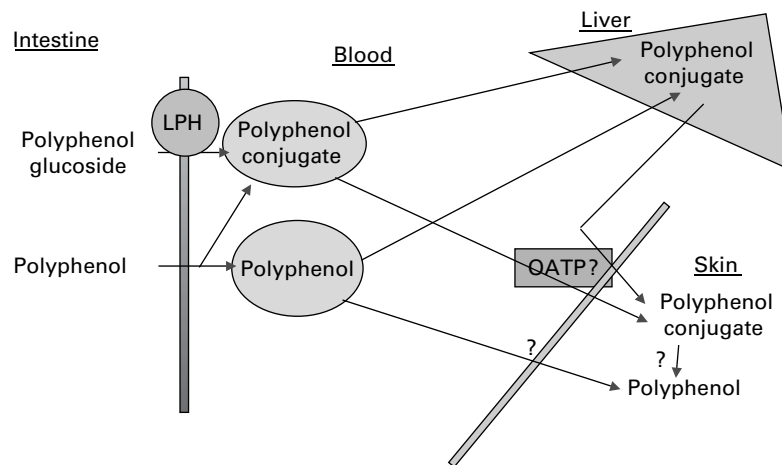 Intestine
Blood
Liver
Polyphenol
conjugate
LPH
Polyphenol
glucoside
Polyphenol
conjugate
Polyphenol
Polyphenol
OATP?
Skin
Polyphenol
conjugate
?
?
Polyphenol